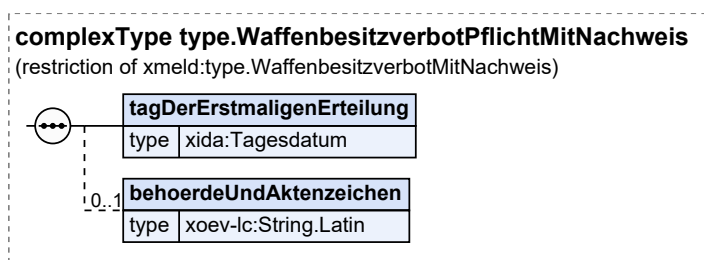 complexType type.WaffenbesitzverbotPflichtMitNachweis
(restriction of xmeld:type.WaffenbesitzverbotMitNachweis)
tagDerErstmaligenErteilung
type xida:Tagesdatum
0..1 behoerdeUndAktenzeichen
type xoev-lc:String.Latin